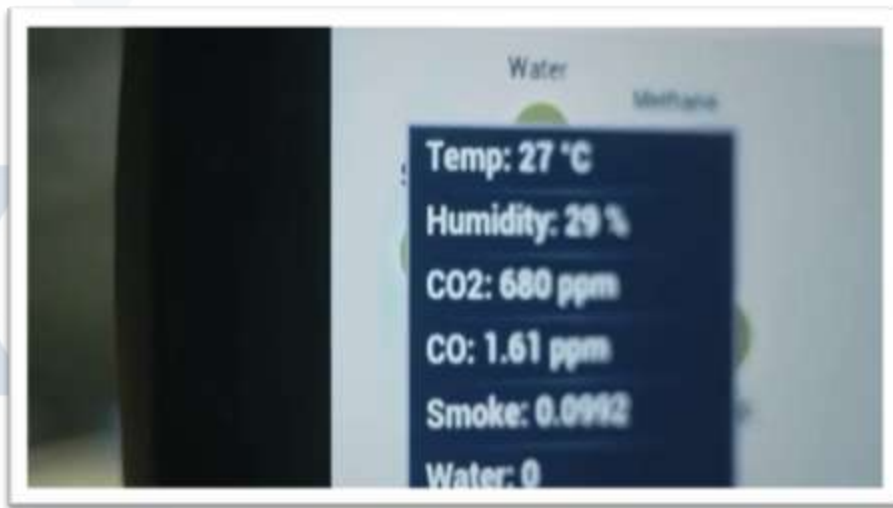 Water
Methane
Temp: 27 °C
Humidity: 29 %
CO2: 680 ppm
CO: 1.61 ppm
Smoke: 0.0992
Water: 0